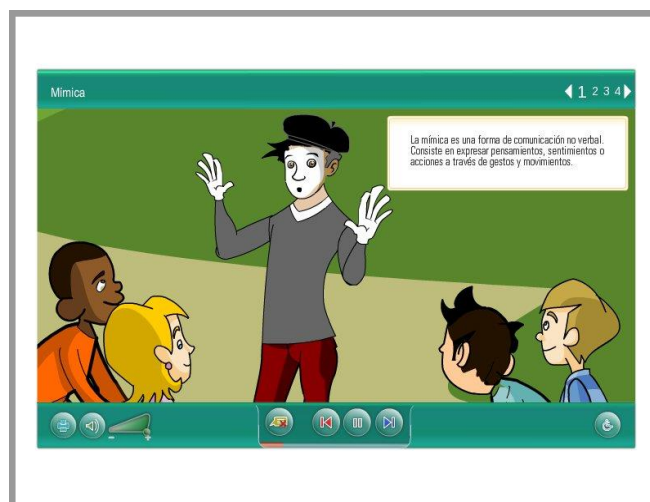 Mímica
1 2 3 4
La mímica es una forma de comunicación no verbal.
Consiste en expresar pensamientos, sentimientos o
acciones a través de gestos y movimientos.